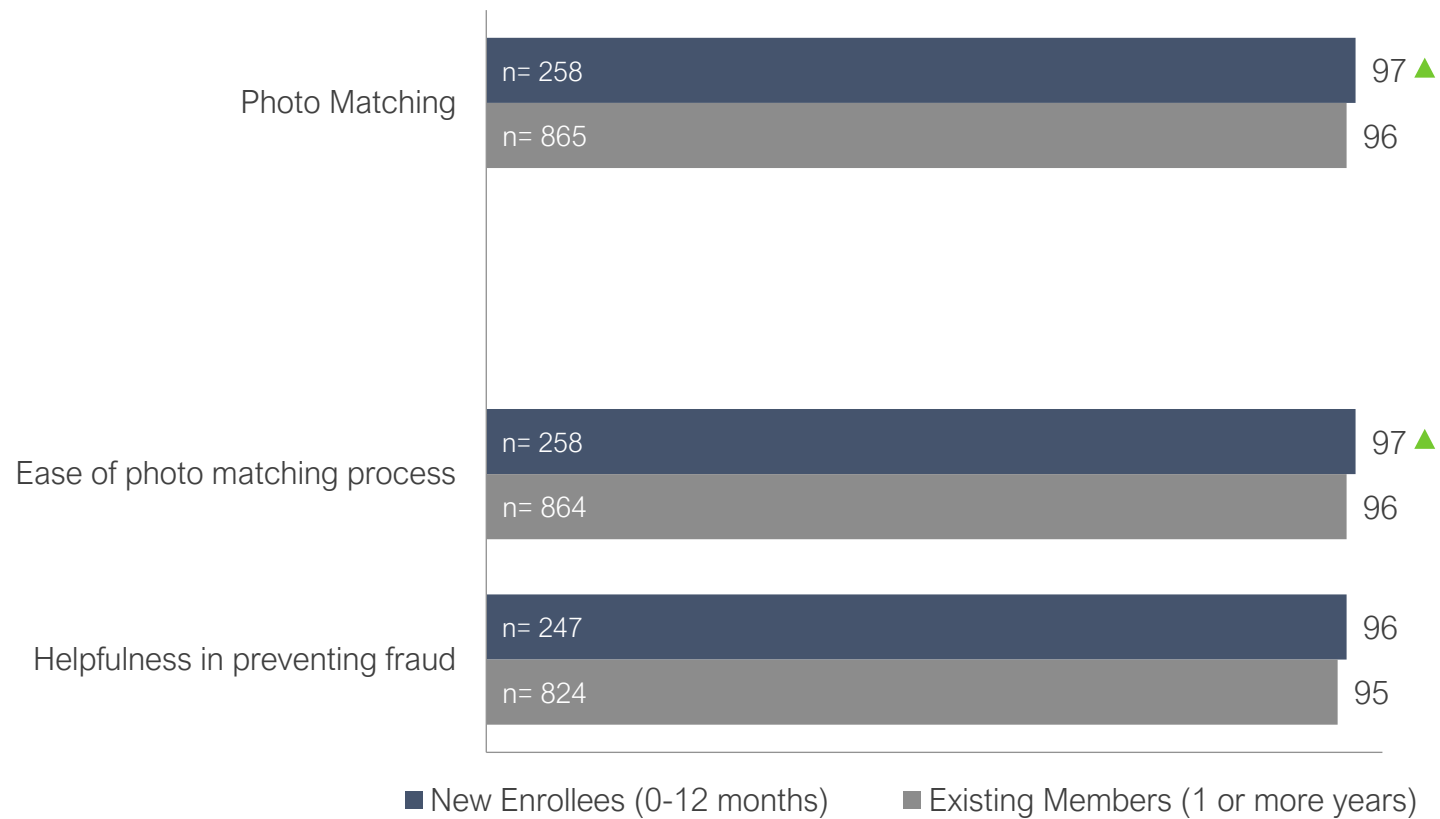 Photo Matching
n= 258
97
n= 865
96
Ease of photo matching process
n= 258
97
n= 864
96
Helpfulness in preventing fraud
n= 247
96
n= 824
95
New Enrollees (0-12 months)
Existing Members (1 or more years)